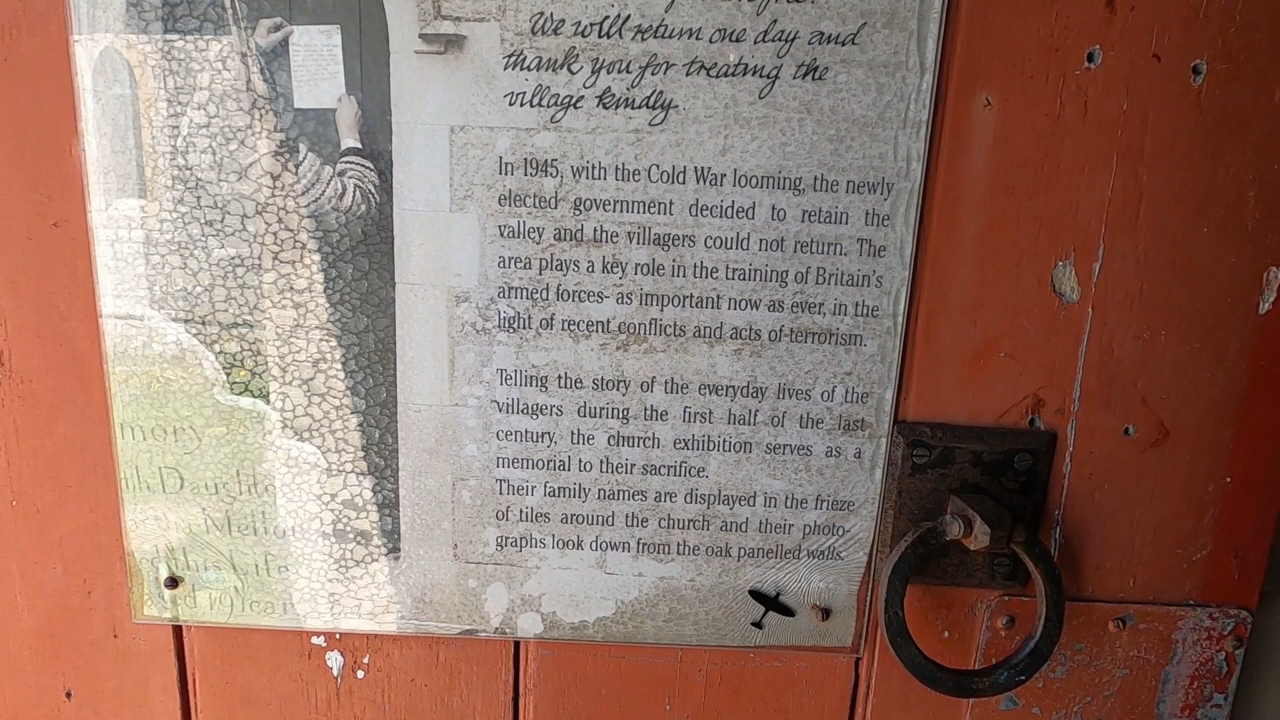 We will return one day and
thank you for treating the
village kindly.
In 1945, with the Cold War looming, the newly
elected government decided to retain the
valley and the villagers could not return. The
area plays a key role in the training of Britain's
armed forces- as important now as ever, in the
light of recent conflicts and acts of terrorism.
Telling the story of the everyday lives of the
villagers during the first half of the last
century, the church exhibition serves as a
memorial to their sacrifice.
Their family names are displayed in the frieze
of tiles around the church and their photo-
graphs look down from the oak panelled walls.
mory
Daughte
this Life